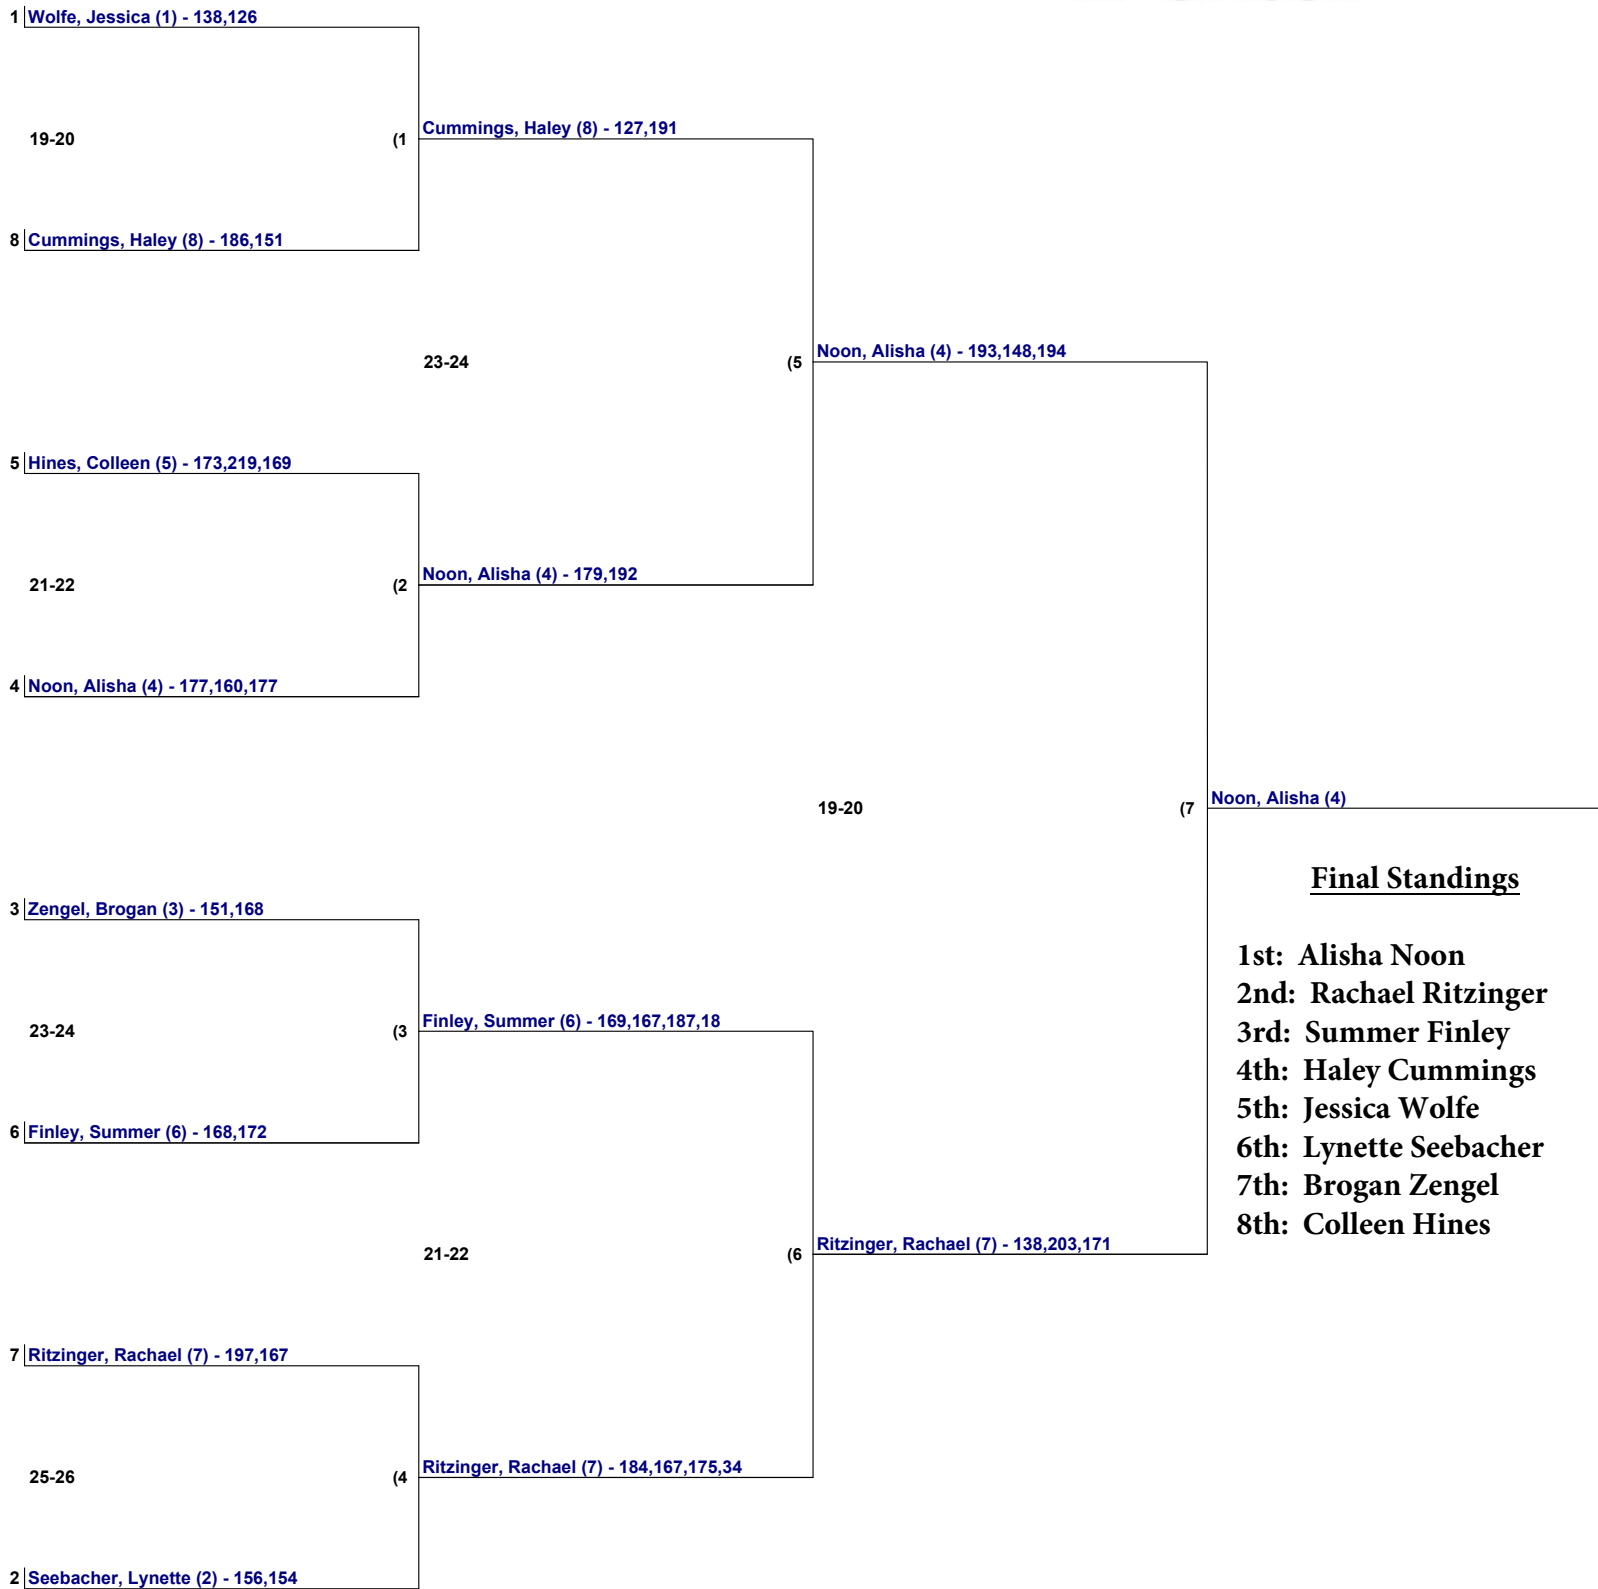 1 Wolfe, Jessica (1) - 138,126
Cummings, Haley (8) - 127,191
19-20 (1
8 Cummings, Haley (8) - 186,151
Noon, Alisha (4) - 193,148,194
23-24 (5
5 Hines, Colleen (5) - 173,219,169
Noon, Alisha (4) - 179,192
21-22 (2
4 Noon, Alisha (4) - 177,160,177
Noon, Alisha (4)
19-20 (7
Final Standings
3 Zengel, Brogan (3) - 151,168
1st: Alisha Noon
2nd: Rachael Ritzinger
Finley, Summer (6) - 169,167,187,18
23-24 (3
3rd: Summer Finley
4th: Haley Cummings
5th: Jessica Wolfe
6 Finley, Summer (6) - 168,172
6th: Lynette Seebacher
7th: Brogan Zengel
8th: Colleen Hines
Ritzinger, Rachael (7) - 138,203,171
21-22 (6
7 Ritzinger, Rachael (7) - 197,167
Ritzinger, Rachael (7) - 184,167,175,34
25-26 (4
2 Seebacher, Lynette (2) - 156,154